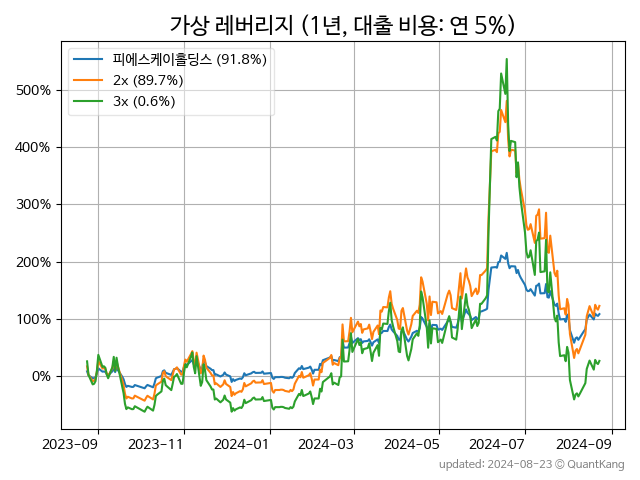 가상 레버리지 (1년, 대출 비용: 연 5%)
피에스케이홀딩스 (91.8%)
2x (89.7%)
3x (0.6%)
500%
400%
300%
200%
100%
0%
2023-09
2023-11
2024-01
2024-03
2024-05
2024-07
2024-09
updated: 2024-08-23 © QuantKang